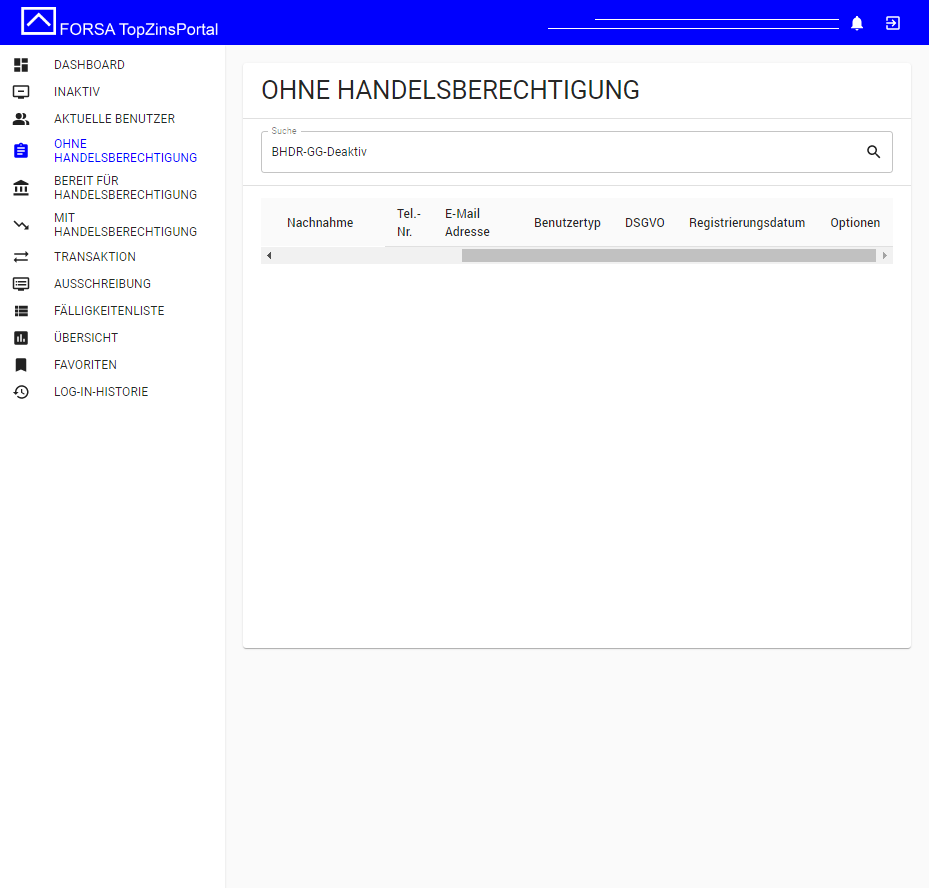 FORSA TopZinsPortal
DASHBOARD
INAKTIV
AKTUELLE BENUTZER
OHNE
HANDELSBERECHTIGUNG
BEREIT FÜR
HANDELSBERECHTIGUNG
MIT
HANDELSBERECHTIGUNG
TRANSAKTION
AUSSCHREIBUNG
FÄLLIGKEITENLISTE
ÜBERSICHT
FAVORITEN
LOG-IN-HISTORIE
OHNE HANDELSBERECHTIGUNG
Suche
BHDR-GG-Deaktiv
Nachnahme
Tel.-
Nr.
E-Mail
Adresse
Benutzertyp
DSGVO
Registrierungsdatum
Optionen